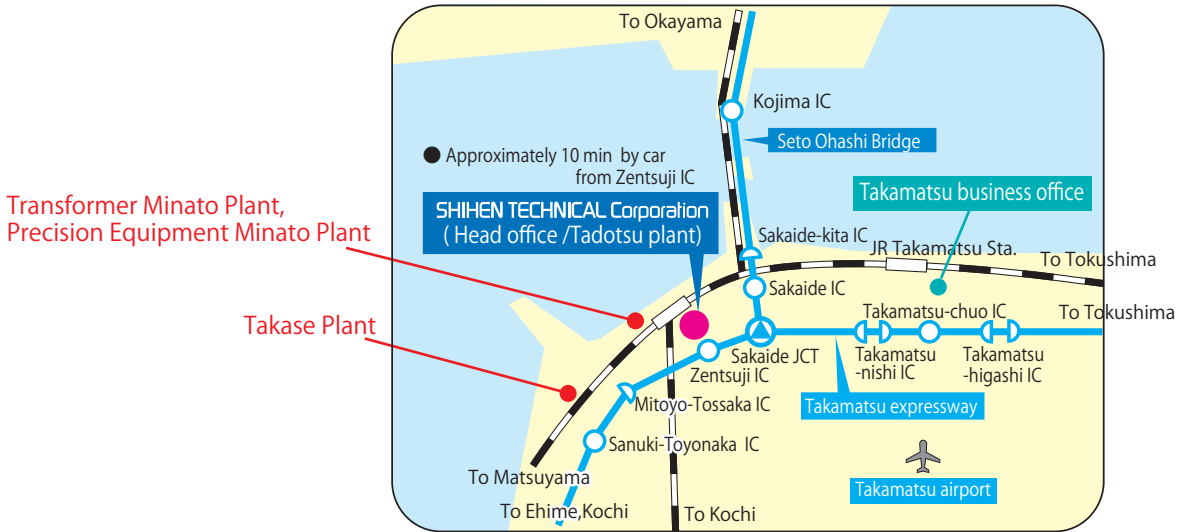 To Okayama
Kojima IC
Seto Ohashi Bridge
Approximately 10 min by car
from Zentsuji IC
Transformer Minato Plant,
Precision Equipment Minato Plant
SHIHEN TECHNICAL Corporation
( Head office /Tadotsu plant)
Takamatsu business office
Sakaide-kita IC
JR Takamatsu Sta.
To Tokushima
Sakaide IC
Takamatsu-chuo IC
To Tokushima
Takase Plant
Sakaide JCT
Takamatsu
-nishi IC
Takamatsu
-higashi IC
Zentsuji IC
Mitoyo-Tossaka IC
Takamatsu expressway
Sanuki-Toyonaka IC
To Matsuyama
Takamatsu airport
To Ehime,Kochi
To Kochi